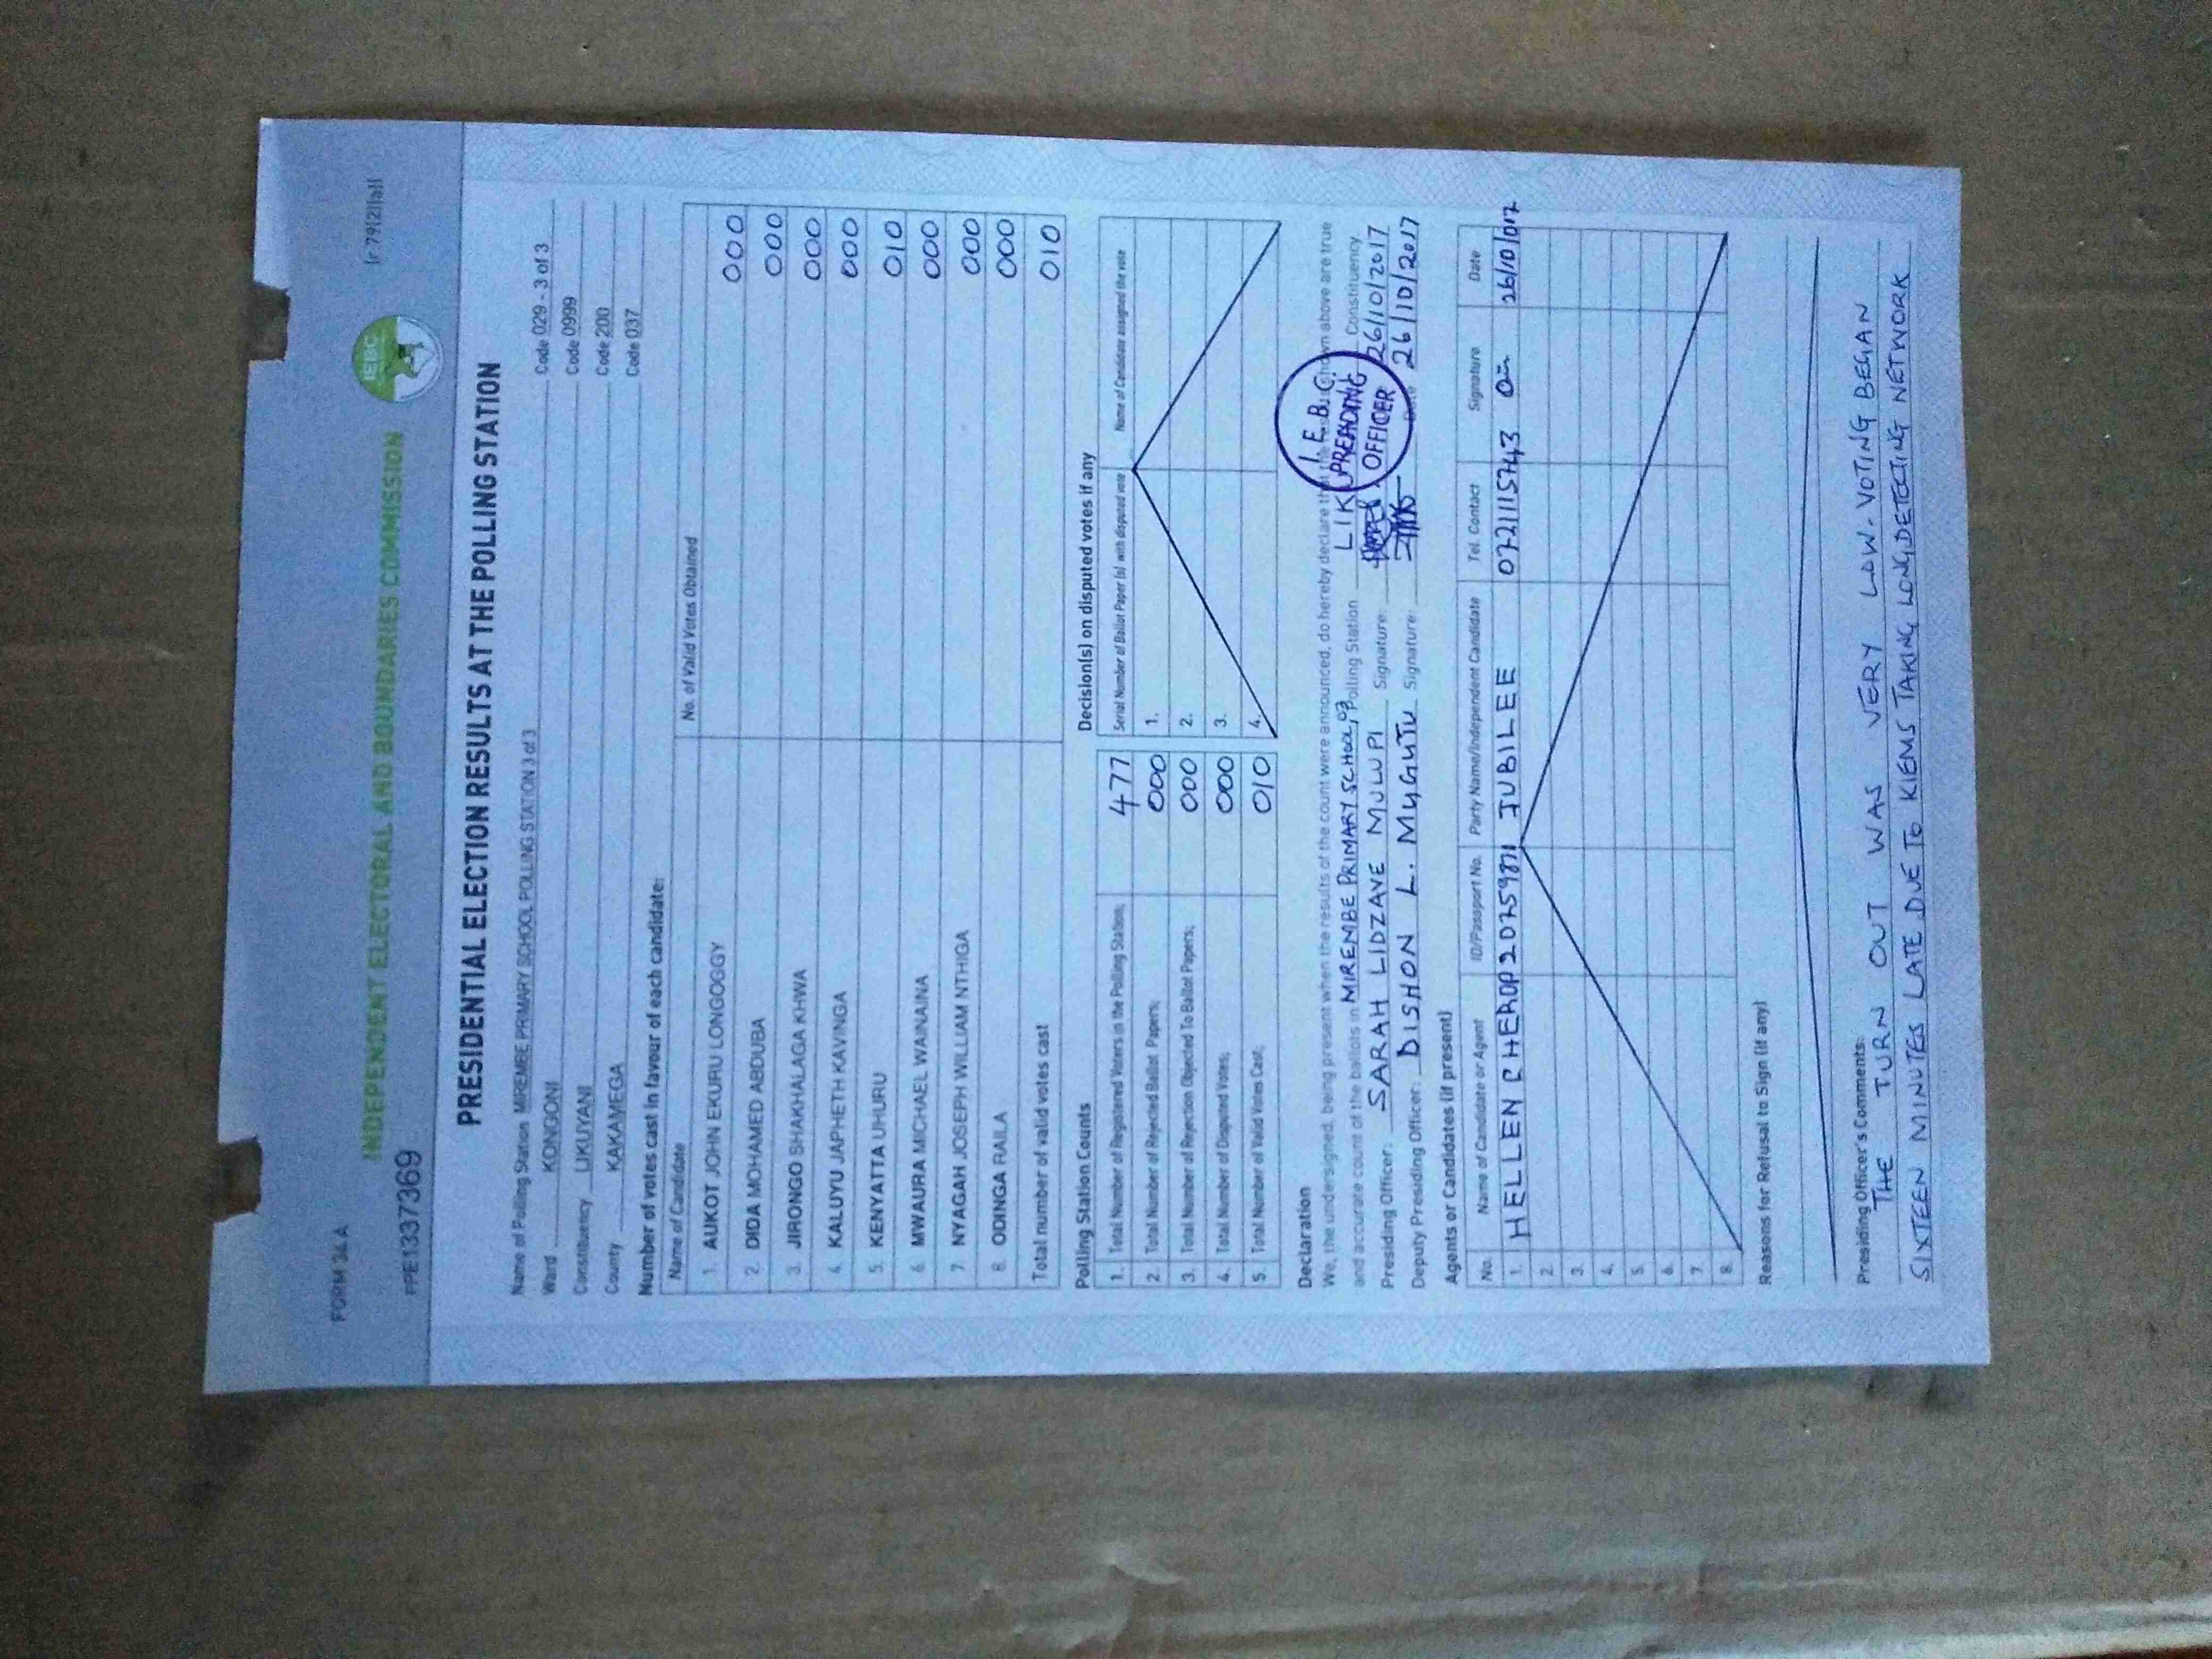 FORM 34 A
(r 79(2)(a))
INDEPENDENT ELECTORAL AND BOUNDARIES COMMISSION
IEBC
PPE1337369
PRESIDENTIAL ELECTION RESULTS AT THE POLLING STATION
Name of Polling Station MIREMBE PRIMARY SCHOOL POLLING STATION 3 of 3 Code 029 - 3 of 3
Ward KONGONI Code 0999
Constituency LIKUYANI Code 200
County KAKAMEGA Code 037
Number of votes cast in favour of each candidate:
Name of Candidate No. of Valid Votes Obtained
1. AUKOT JOHN EKURU LONGOGGY 000
2. DIDA MOHAMED ABDUBA 000
3. JIRONGO SHAKHALAGA KHWA 000
4. KALUYU JAPHETH KAVINGA 000
5. KENYATTA UHURU 010
6. MWAURA MICHAEL WAINAINA 000
7. NYAGAH JOSEPH WILLIAM NTHIGA 000
8. ODINGA RAILA 000
Total number of valid votes cast 010
Polling Station Counts
1. Total Number of Registered Voters in the Polling Station; 477
2. Total Number of Rejected Ballot Papers; 000
3. Total Number of Rejection Objected To Ballot Papers; 000
4. Total Number of Disputed Votes; 000
5. Total Number of Valid Votes Cast; 010
Decision(s) on disputed votes if any
Serial Number of Ballot Paper (s) with disputed vote Name of Candidate assigned the vote
1.
2.
3.
4.
Declaration
We, the undersigned, being present when the results of the count were announced, do hereby declare that the shown above are true
and accurate count of the ballots in MIREMBE PRIMARY SCHOOL, Polling Station LIKU Constituency
Presiding Officer: SARAH LIDZAVE MULUPI Signature: 26/10/2017
Deputy Presiding Officer: DISHON L. MUGUTU Signature: Date 26/10/2017
I.E.B.C.
PREADING
OFFICER
Agents or Candidates (if present)
No. Name of Candidate or Agent ID/Passport No. Party Name/Independent Candidate Tel. Contact Signature Date
1. HELLEN CHEROP JUBILEE 0721115743 26/10/017
2.
3.
4.
5.
6.
7.
8.
Reasons for Refusal to Sign (if any)
Presiding Officer's Comments:
THE TURN OUT WAS VERY LOW. VOTING BEGAN
SIXTEEN MINUTES LATE DUE TO KIEMS TAKING LONG DETECTING NETWORK